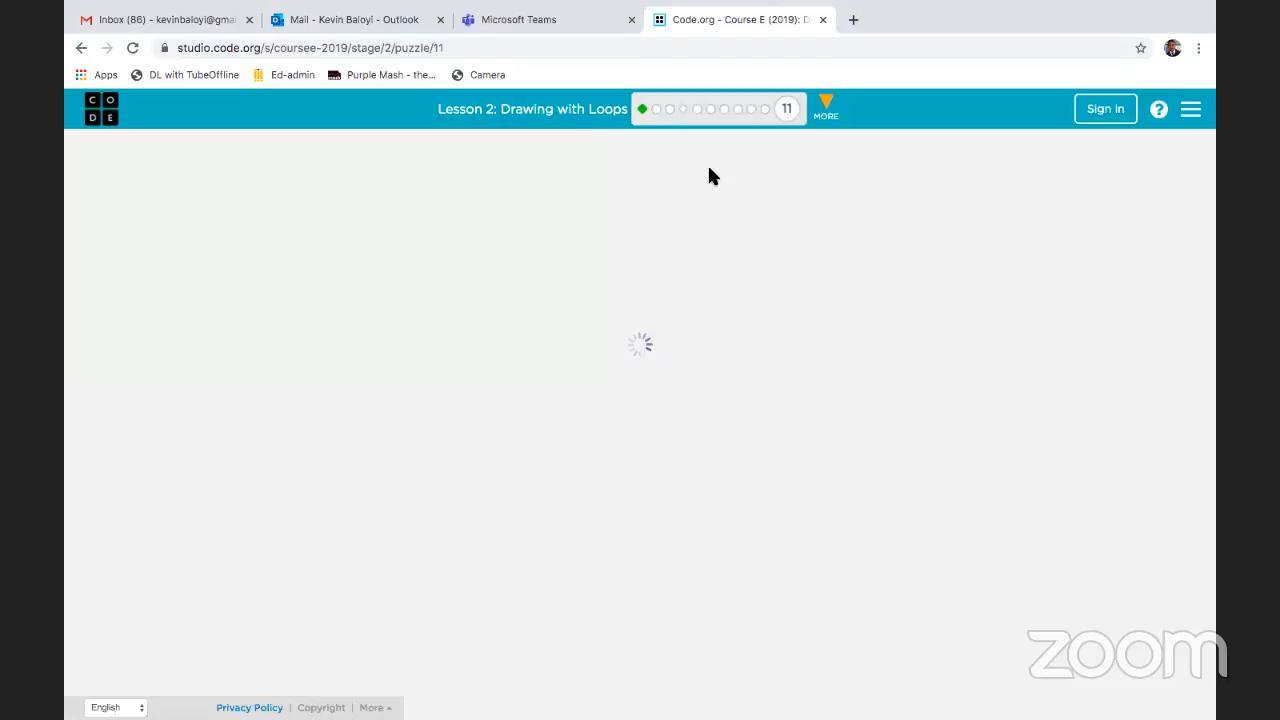 Inbox (86) - kevinbaloyi@gmai
Mail - Kevin Baloyi - Outlook
Microsoft Teams
Code.org - Course E (2019): D
studio.code.org/s/coursee-2019/stage/2/puzzle/11
Apps
DL with TubeOffline
Ed-admin
Purple Mash - the...
Camera
C O
D E
Lesson 2: Drawing with Loops
11
MORE
Sign in
?
zoom
English
Privacy Policy | Copyright | More